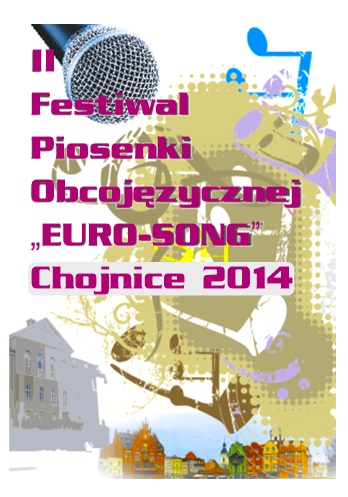 II
Festiwal
Piosenki
Obcojęzycznej
„EURO-SONG”
Chojnice 2014